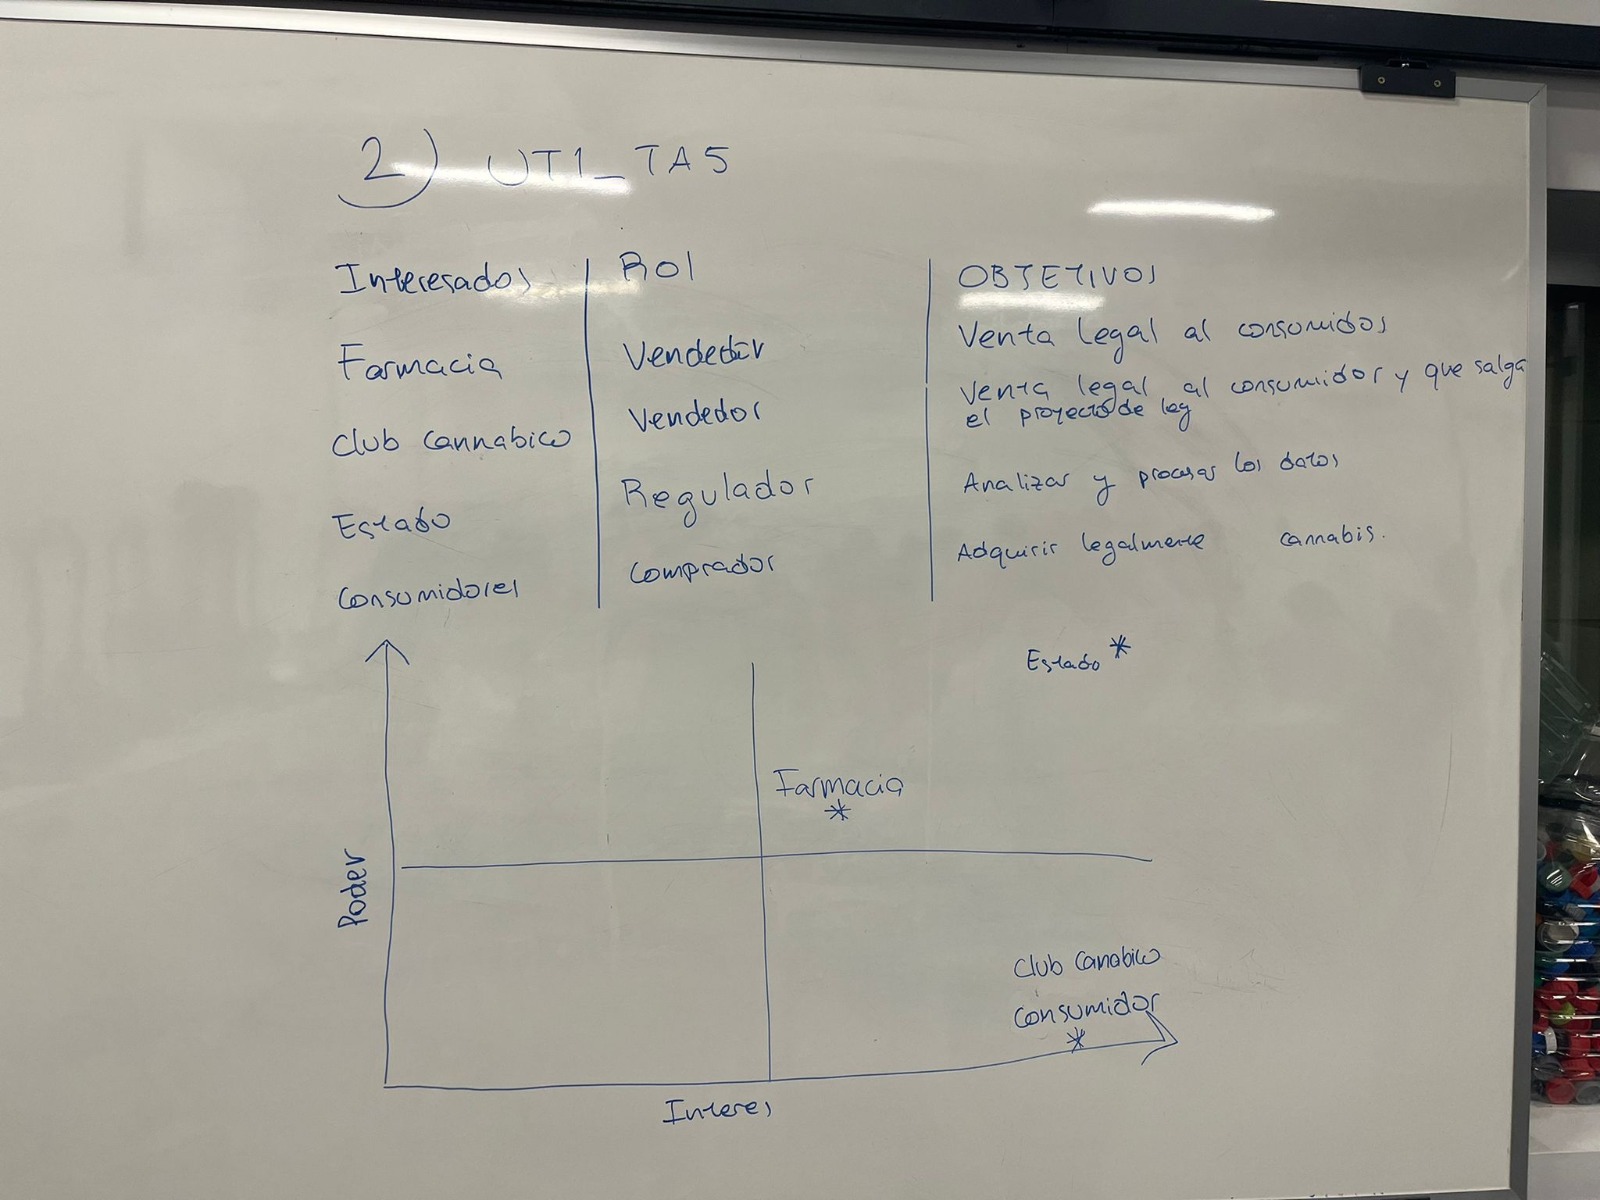 2) UT1_TA5
Interesados | Rol | OBJETIVOS
Farmacia | Vendedor | Venta legal al consumidos
Club Cannabico | Vendedor | Venta legal al consumidor y que salga
el proyecto de ley
Estado | Regulador | Analizar y procesar los datos
Consumidores | Comprador | Adquirir legalmente cannabis.
Estado *
Farmacia
*
Poder
Club Canabico
Consumidor
*
Interes